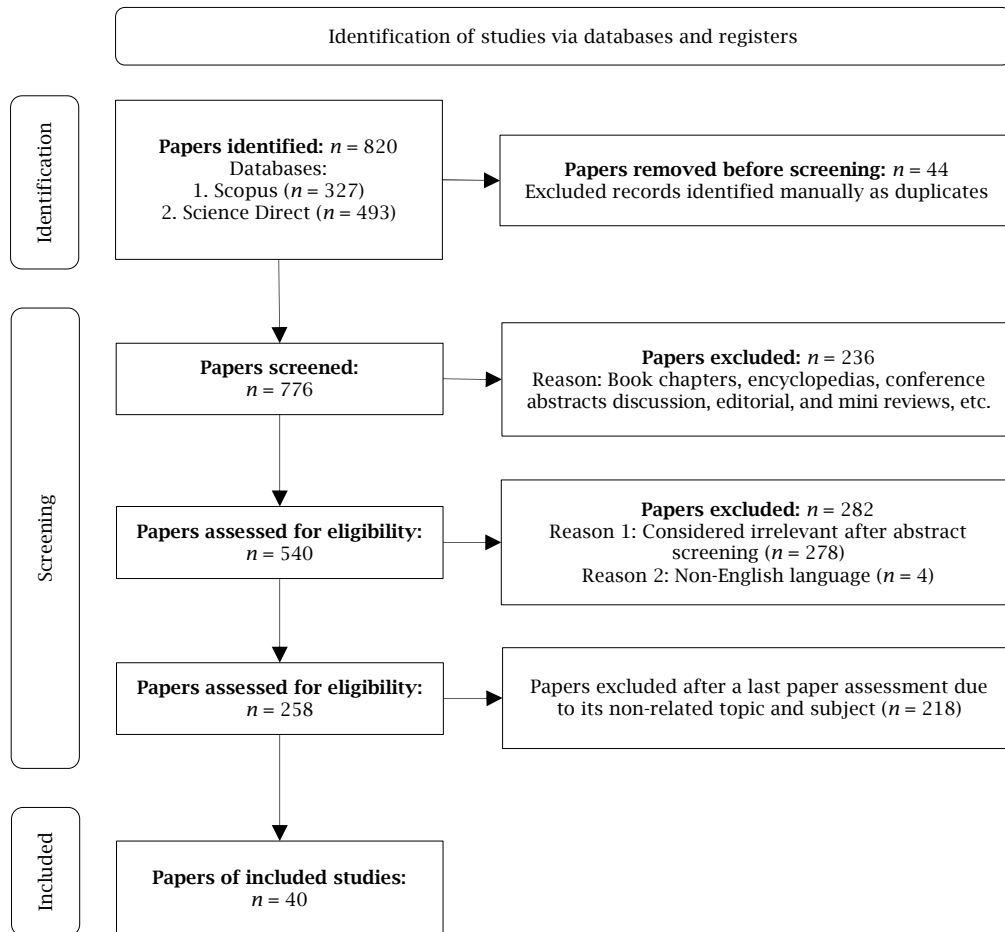 Identification of studies via databases and registers
Identification
Papers identified: n = 820
Databases:
1. Scopus (n = 327)
2. Science Direct (n = 493)
Papers removed before screening: n = 44
Excluded records identified manually as duplicates
Screening
Papers screened:
n = 776
Papers excluded: n = 236
Reason: Book chapters, encyclopedias, conference
abstracts discussion, editorial, and mini reviews, etc.
Papers assessed for eligibility:
n = 540
Papers excluded: n = 282
Reason 1: Considered irrelevant after abstract
screening (n = 278)
Reason 2: Non-English language (n = 4)
Papers assessed for eligibility:
n = 258
Papers excluded after a last paper assessment due
to its non-related topic and subject (n = 218)
Included
Papers of included studies:
n = 40